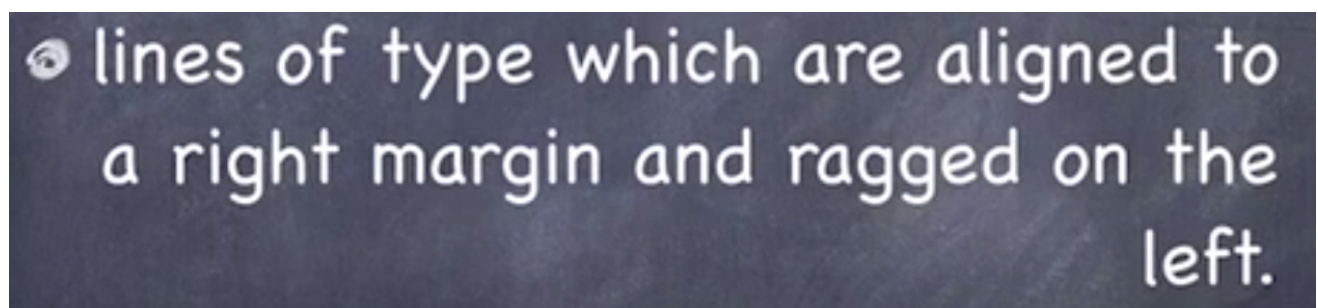 lines of type which are aligned to
a right margin and ragged on the
left.